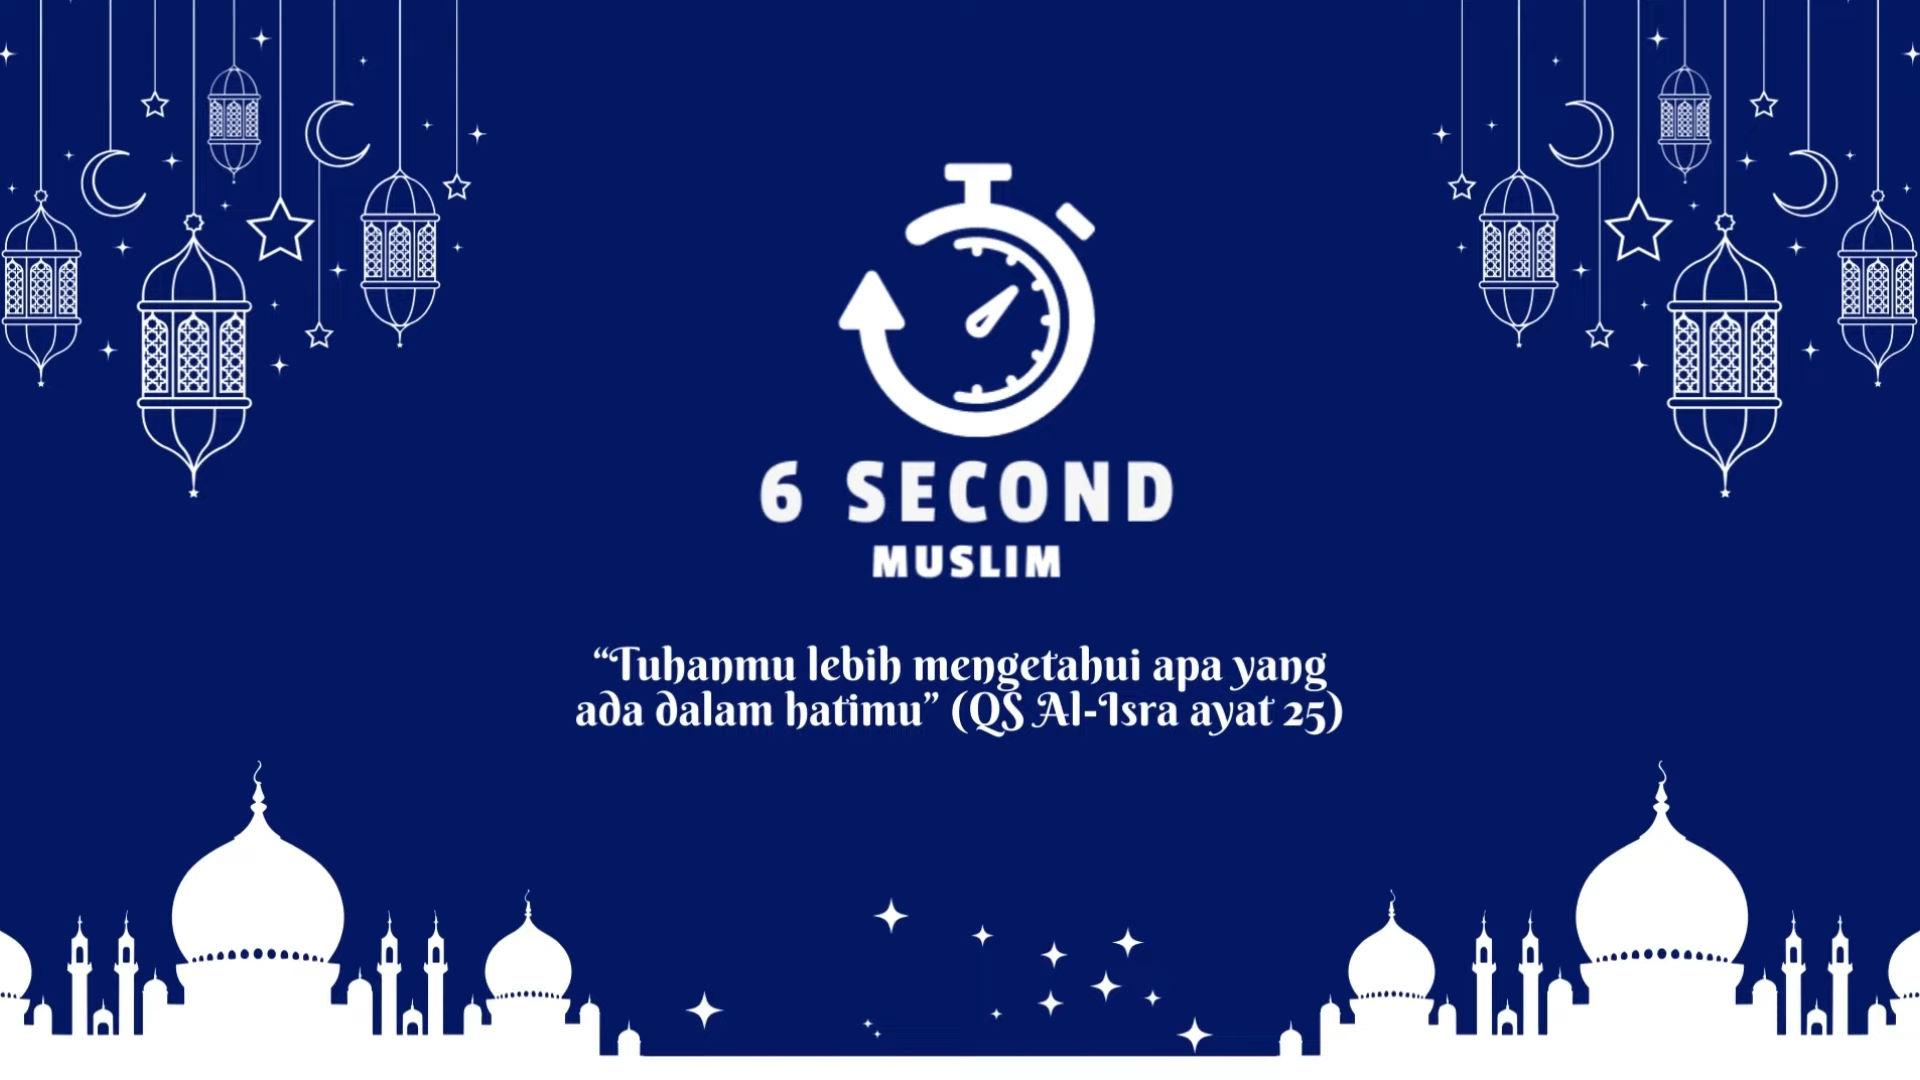 6 SECOND
MUSLIM
“Tuhanmu lebih mengetahui apa yang
ada dalam hatimu” (QS Al-Isra ayat 25)